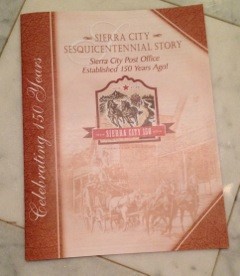 SIERRA CITY
SESQUICENTENNIAL STORY
Sierra City Post Office
Established 150 Years Ago!
SIERRA CITY 150
Celebrating 150 Years